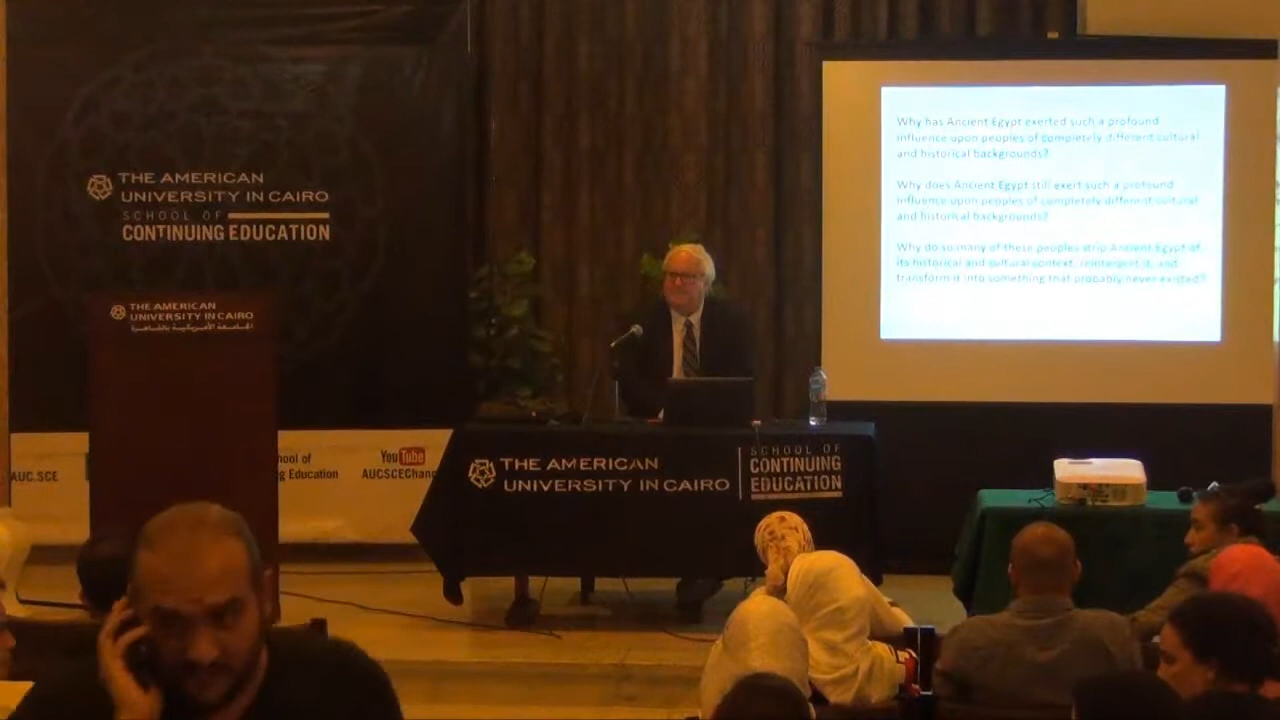 THE AMERICAN
UNIVERSITY IN CAIRO
SCHOOL OF
CONTINUING EDUCATION
THE AMERICAN
UNIVERSITY IN CAIRO
الجامعة الأمريكية بالقاهرة
AUC.SCE
hool of
g Education
YouTube
AUCSCEChan
THE AMERICAN
UNIVERSITY IN CAIRO
SCHOOL OF
CONTINUING
EDUCATION
Why has Ancient Egypt exerted such a profound
influence upon peoples of completely different cultural
and historical backgrounds?
Why does Ancient Egypt still exert such a profound
influence upon peoples of completely different cultural
and historical backgrounds?
Why do so many of these peoples strip Ancient Egypt of
its historical and cultural context, reinterpret it, and
transform it into something that probably never existed?